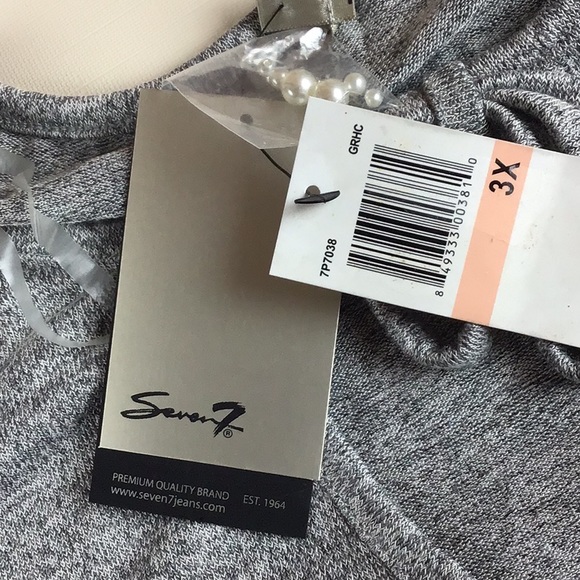 GRHC
7P7038
8 49333 00381 0
3X
Seven7®
PREMIUM QUALITY BRAND EST. 1964
www.seven7jeans.com